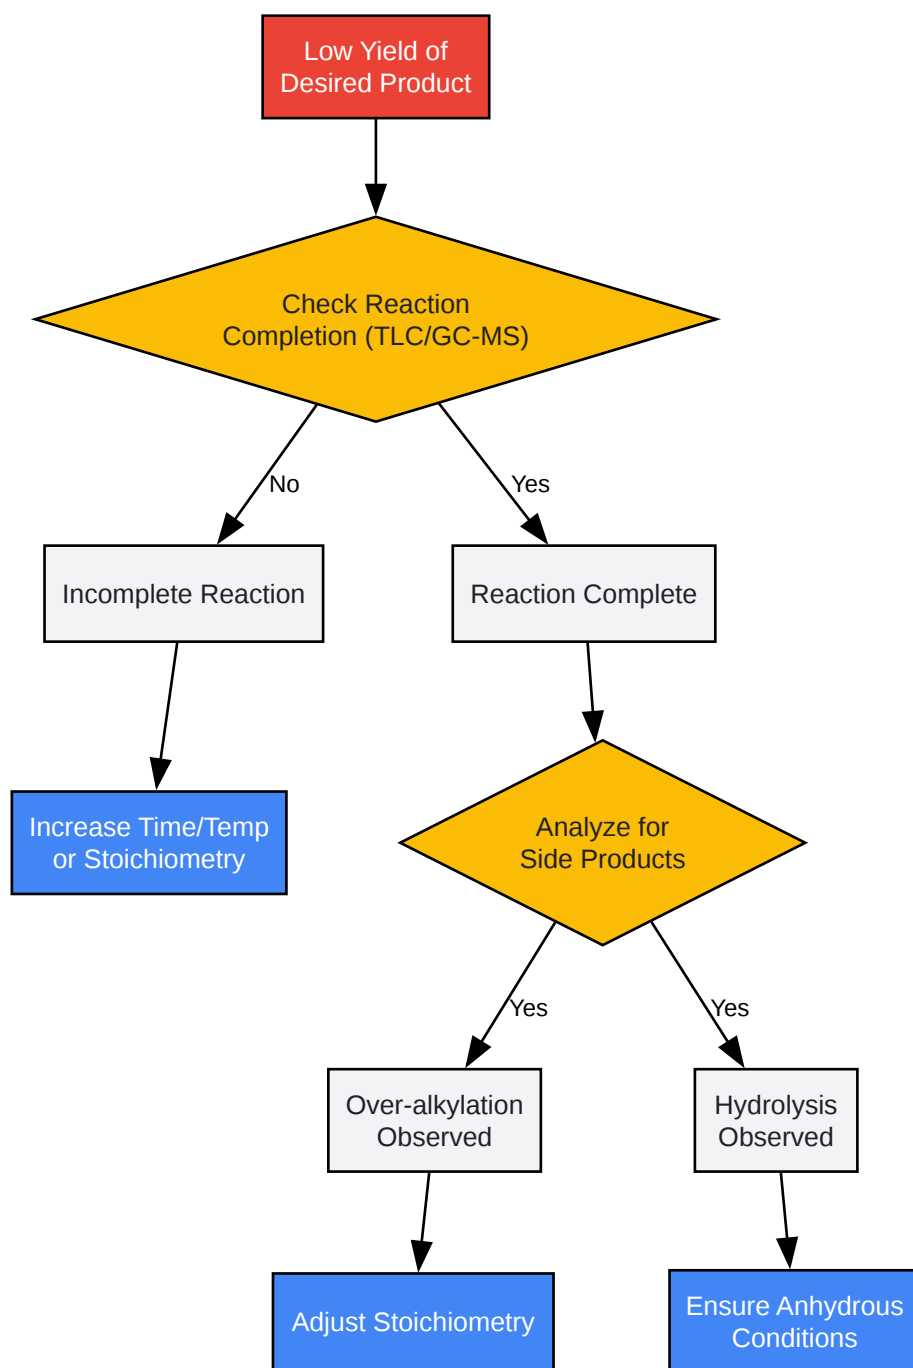 Low Yield of
Desired Product
Check Reaction
Completion (TLC/GC-MS)
No
Yes
Incomplete Reaction
Reaction Complete
Increase Time/Temp
or Stoichiometry
Analyze for
Side Products
Yes
Yes
Over-alkylation
Observed
Hydrolysis
Observed
Adjust Stoichiometry
Ensure Anhydrous
Conditions